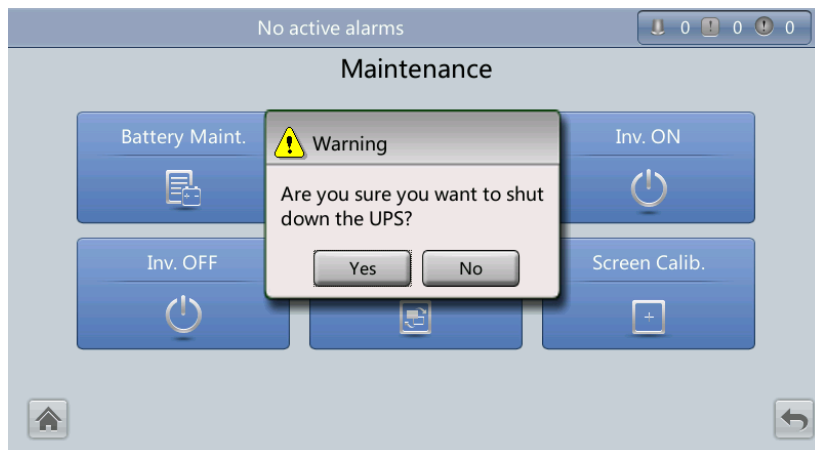 No active alarms
0 0 0
Maintenance
Battery Maint.
Inv. ON
Warning
Are you sure you want to shut
down the UPS?
Yes No
Inv. OFF
Screen Calib.